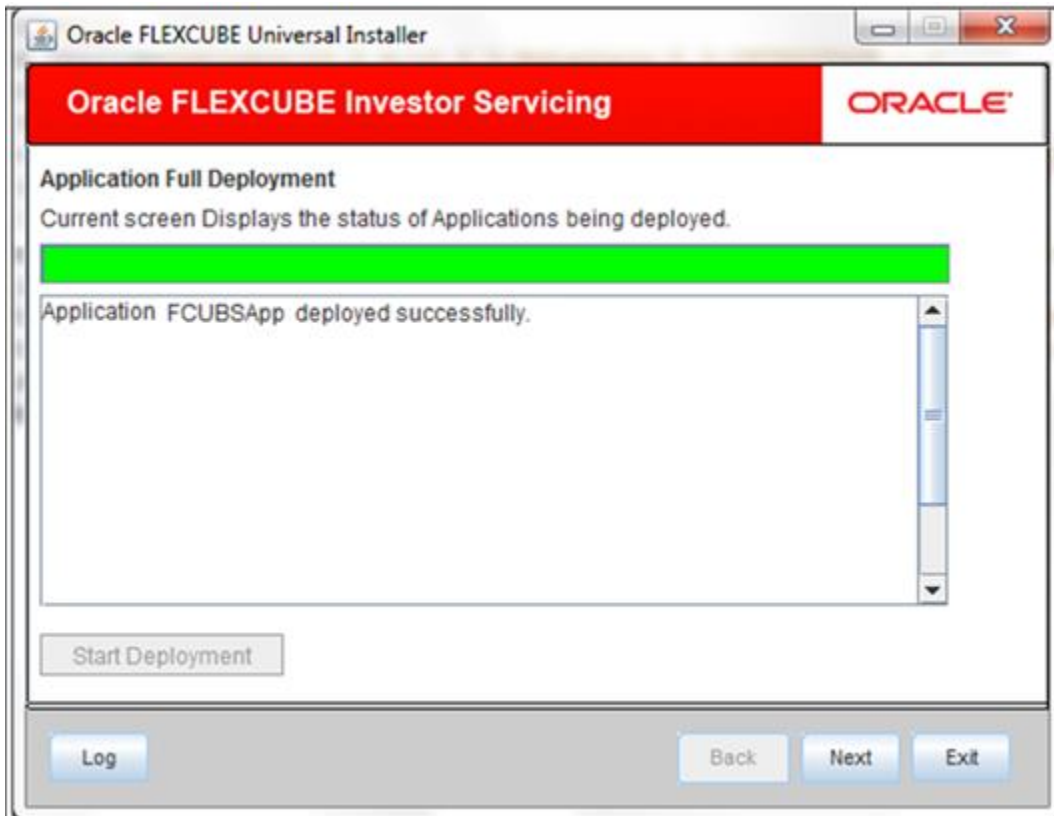 Oracle FLEXCUBE Universal Installer
Oracle FLEXCUBE Investor Servicing
ORACLE
Application Full Deployment
Current screen Displays the status of Applications being deployed.
Application FCUBSApp deployed successfully.
Start Deployment
Log
Back
Next
Exit